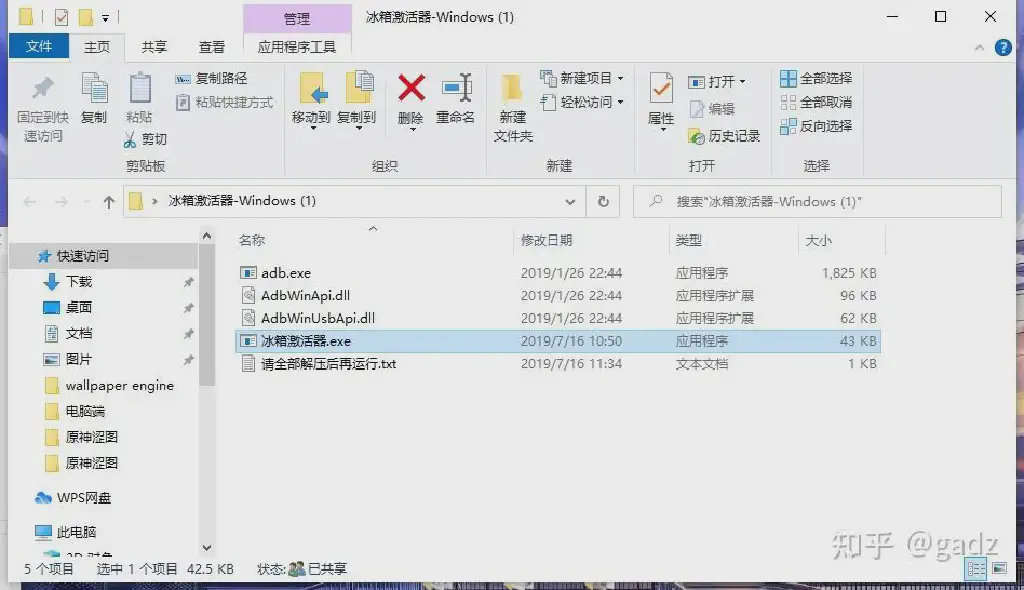 管理
冰箱激活器-Windows (1)
文件
主页
共享
查看
应用程序工具
固定到快
速访问
复制
粘贴
复制路径
粘贴快捷方式
剪切
剪贴板
移动到
复制到
删除
重命名
组织
新建
文件夹
新建项目
轻松访问
新建
属性
打开
编辑
历史记录
打开
全部选择
全部取消
反向选择
选择
冰箱激活器-Windows (1)
搜索"冰箱激活器-Windows (1)"
快速访问
下载
桌面
文档
图片
wallpaper engine
电脑端
原神涩图
原神涩图
WPS网盘
此电脑
名称 修改日期 类型 大小
adb.exe 2019/1/26 22:44 应用程序 1,825 KB
AdbWinApi.dll 2019/1/26 22:44 应用程序扩展 96 KB
AdbWinUsbApi.dll 2019/1/26 22:44 应用程序扩展 62 KB
冰箱激活器.exe 2019/7/16 10:50 应用程序 43 KB
请全部解压后再运行.txt 2019/7/16 11:34 文本文档 1 KB
5 个项目 选中 1 个项目 42.5 KB 状态: 已共享
知乎 @gadz